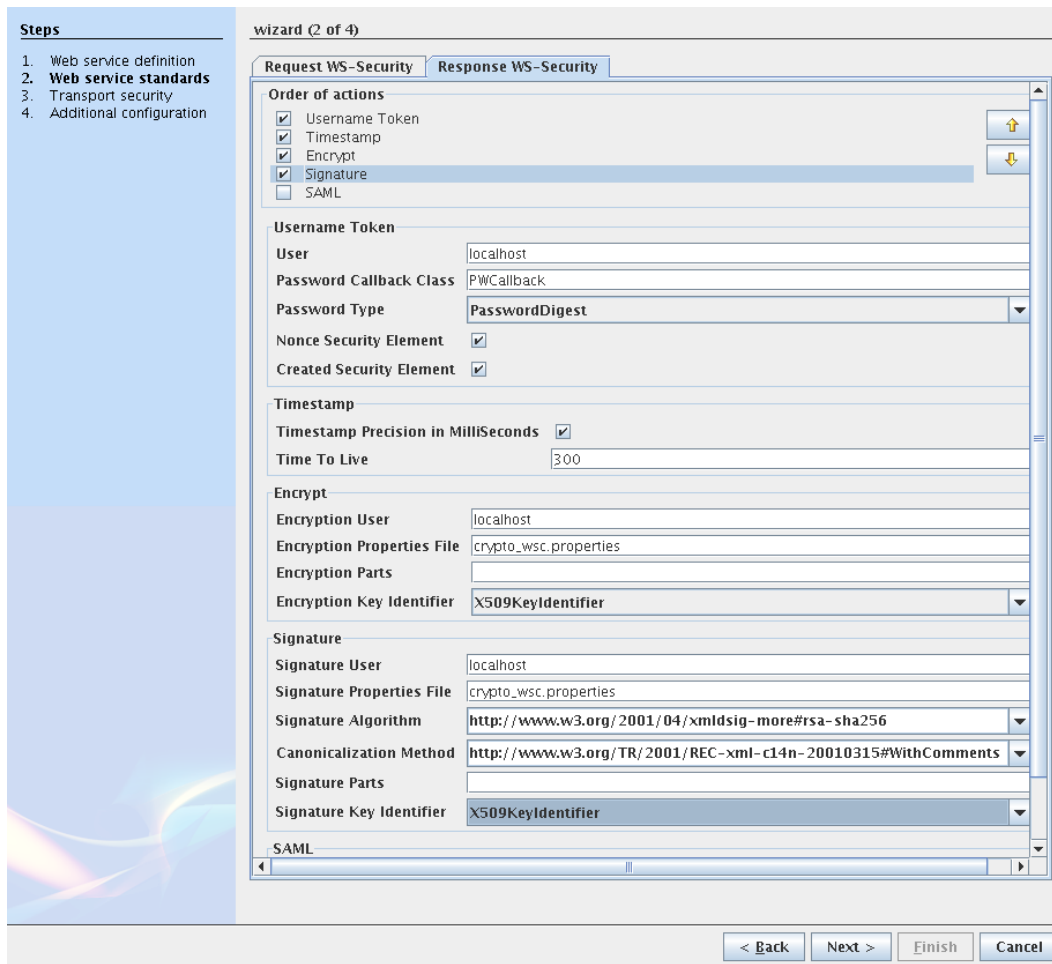 Steps
1. Web service definition
2. Web service standards
3. Transport security
4. Additional configuration
wizard (2 of 4)
Request WS-Security Response WS-Security
Order of actions
Username Token
Timestamp
Encrypt
Signature
SAML
Username Token
User localhost
Password Callback Class PWCallback
Password Type PasswordDigest
Nonce Security Element
Created Security Element
Timestamp
Timestamp Precision in MilliSeconds
Time To Live 300
Encrypt
Encryption User localhost
Encryption Properties File crypto_wsc.properties
Encryption Parts
Encryption Key Identifier X509KeyIdentifier
Signature
Signature User localhost
Signature Properties File crypto_wsc.properties
Signature Algorithm http://www.w3.org/2001/04/xmldsig-more#rsa-sha256
Canonicalization Method http://www.w3.org/TR/2001/REC-xml-c14n-20010315#WithComments
Signature Parts
Signature Key Identifier X509KeyIdentifier
SAML
< Back Next > Finish Cancel